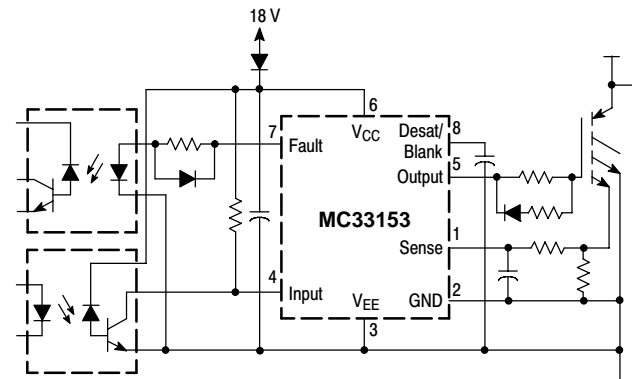 18 V
6
7
Fault
VCC
Desat/
Blank
8
5
Output
MC33153
Sense
1
4
Input
VEE
GND
2
3